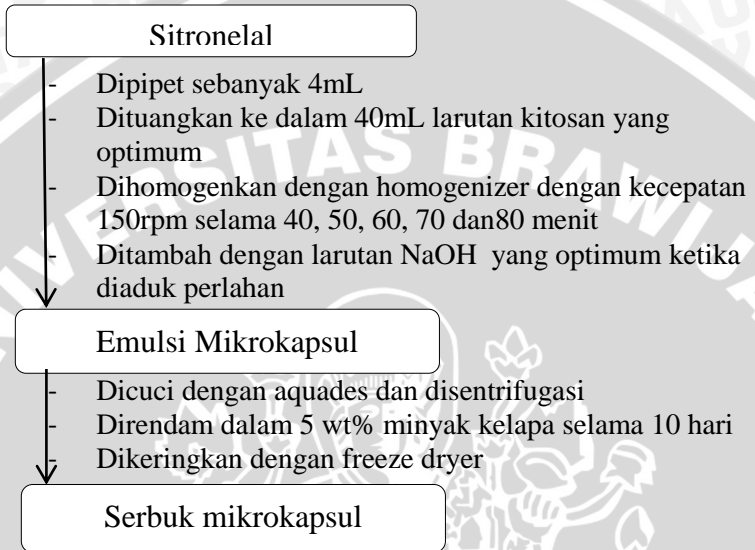 Sitronelal
- Dipipet sebanyak 4mL
- Dituangkan ke dalam 40mL larutan kitosan yang
optimum
- Dihomogenkan dengan homogenizer dengan kecepatan
150rpm selama 40, 50, 60, 70 dan80 menit
- Ditambah dengan larutan NaOH yang optimum ketika
diaduk perlahan
Emulsi Mikrokapsul
- Dicuci dengan aquades dan disentrifugasi
- Direndam dalam 5 wt% minyak kelapa selama 10 hari
- Dikeringkan dengan freeze dryer
Serbuk mikrokapsul